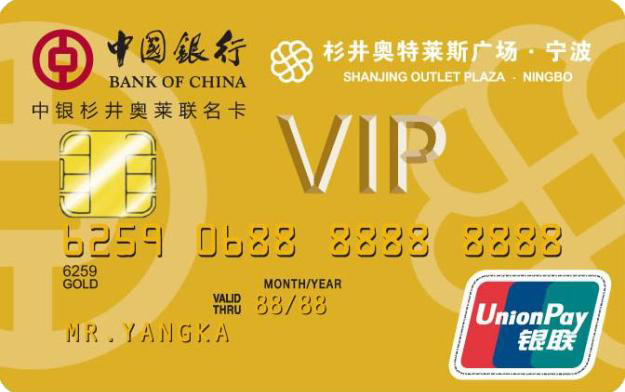 中國銀行
BANK OF CHINA
中银杉井奥莱联名卡
杉井奥特莱斯广场·宁波
SHANJING OUTLET PLAZA · NINGBO
VIP
6259 0688 8888 8888
6259
GOLD
MONTH/YEAR
VALID THRU 88/88
MR.YANGKA
UnionPay
银联